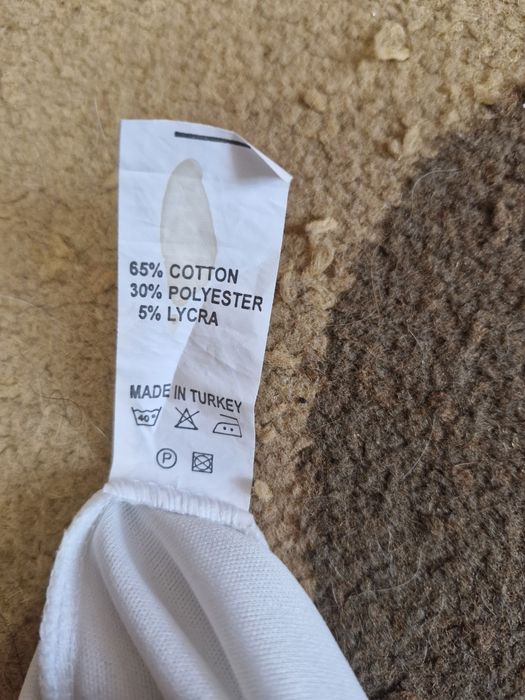 65% COTTON
30% POLYESTER
5% LYCRA
MADE IN TURKEY
40°
P